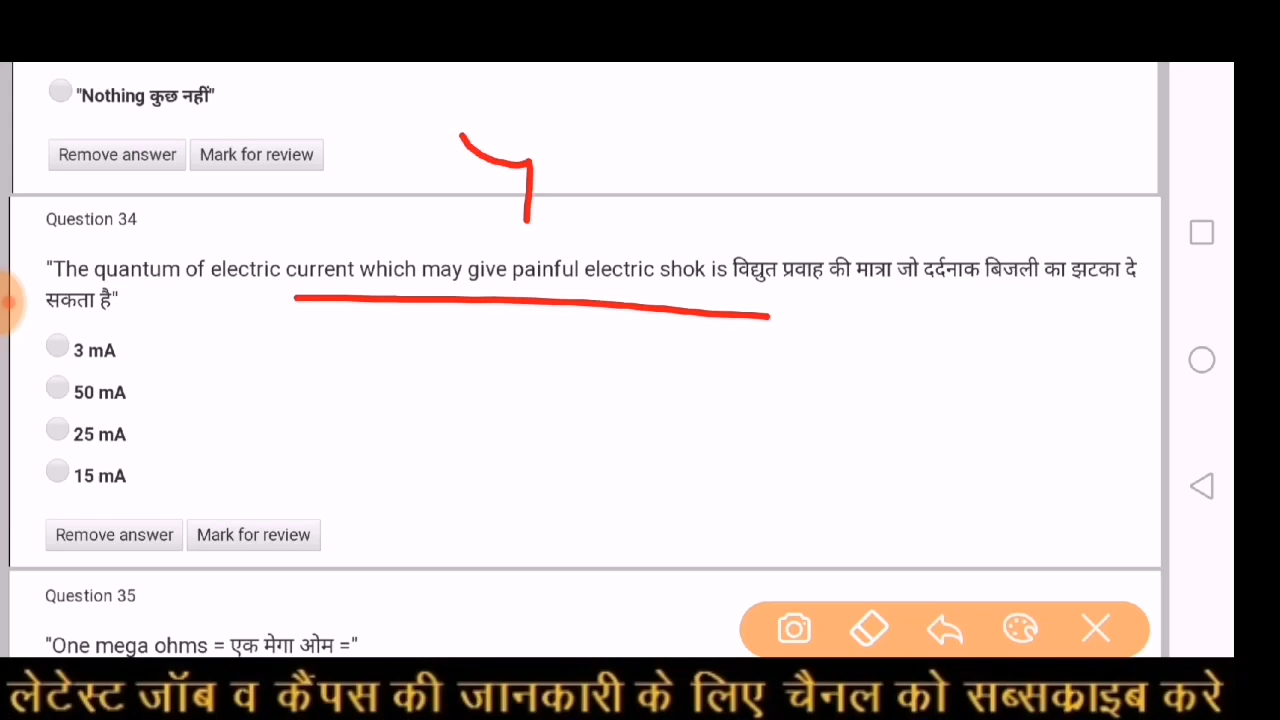 "Nothing कुछ नहीं"
Remove answer Mark for review
Question 34
"The quantum of electric current which may give painful electric shok is विद्युत प्रवाह की मात्रा जो दर्दनाक बिजली का झटका दे
सकता है"
3 mA
50 mA
25 mA
15 mA
Remove answer Mark for review
Question 35
"One mega ohms = एक मेगा ओम ="
लेटेस्ट जॉब व कैंपस की जानकारी के लिए चैनल को सब्सक्राइब करे